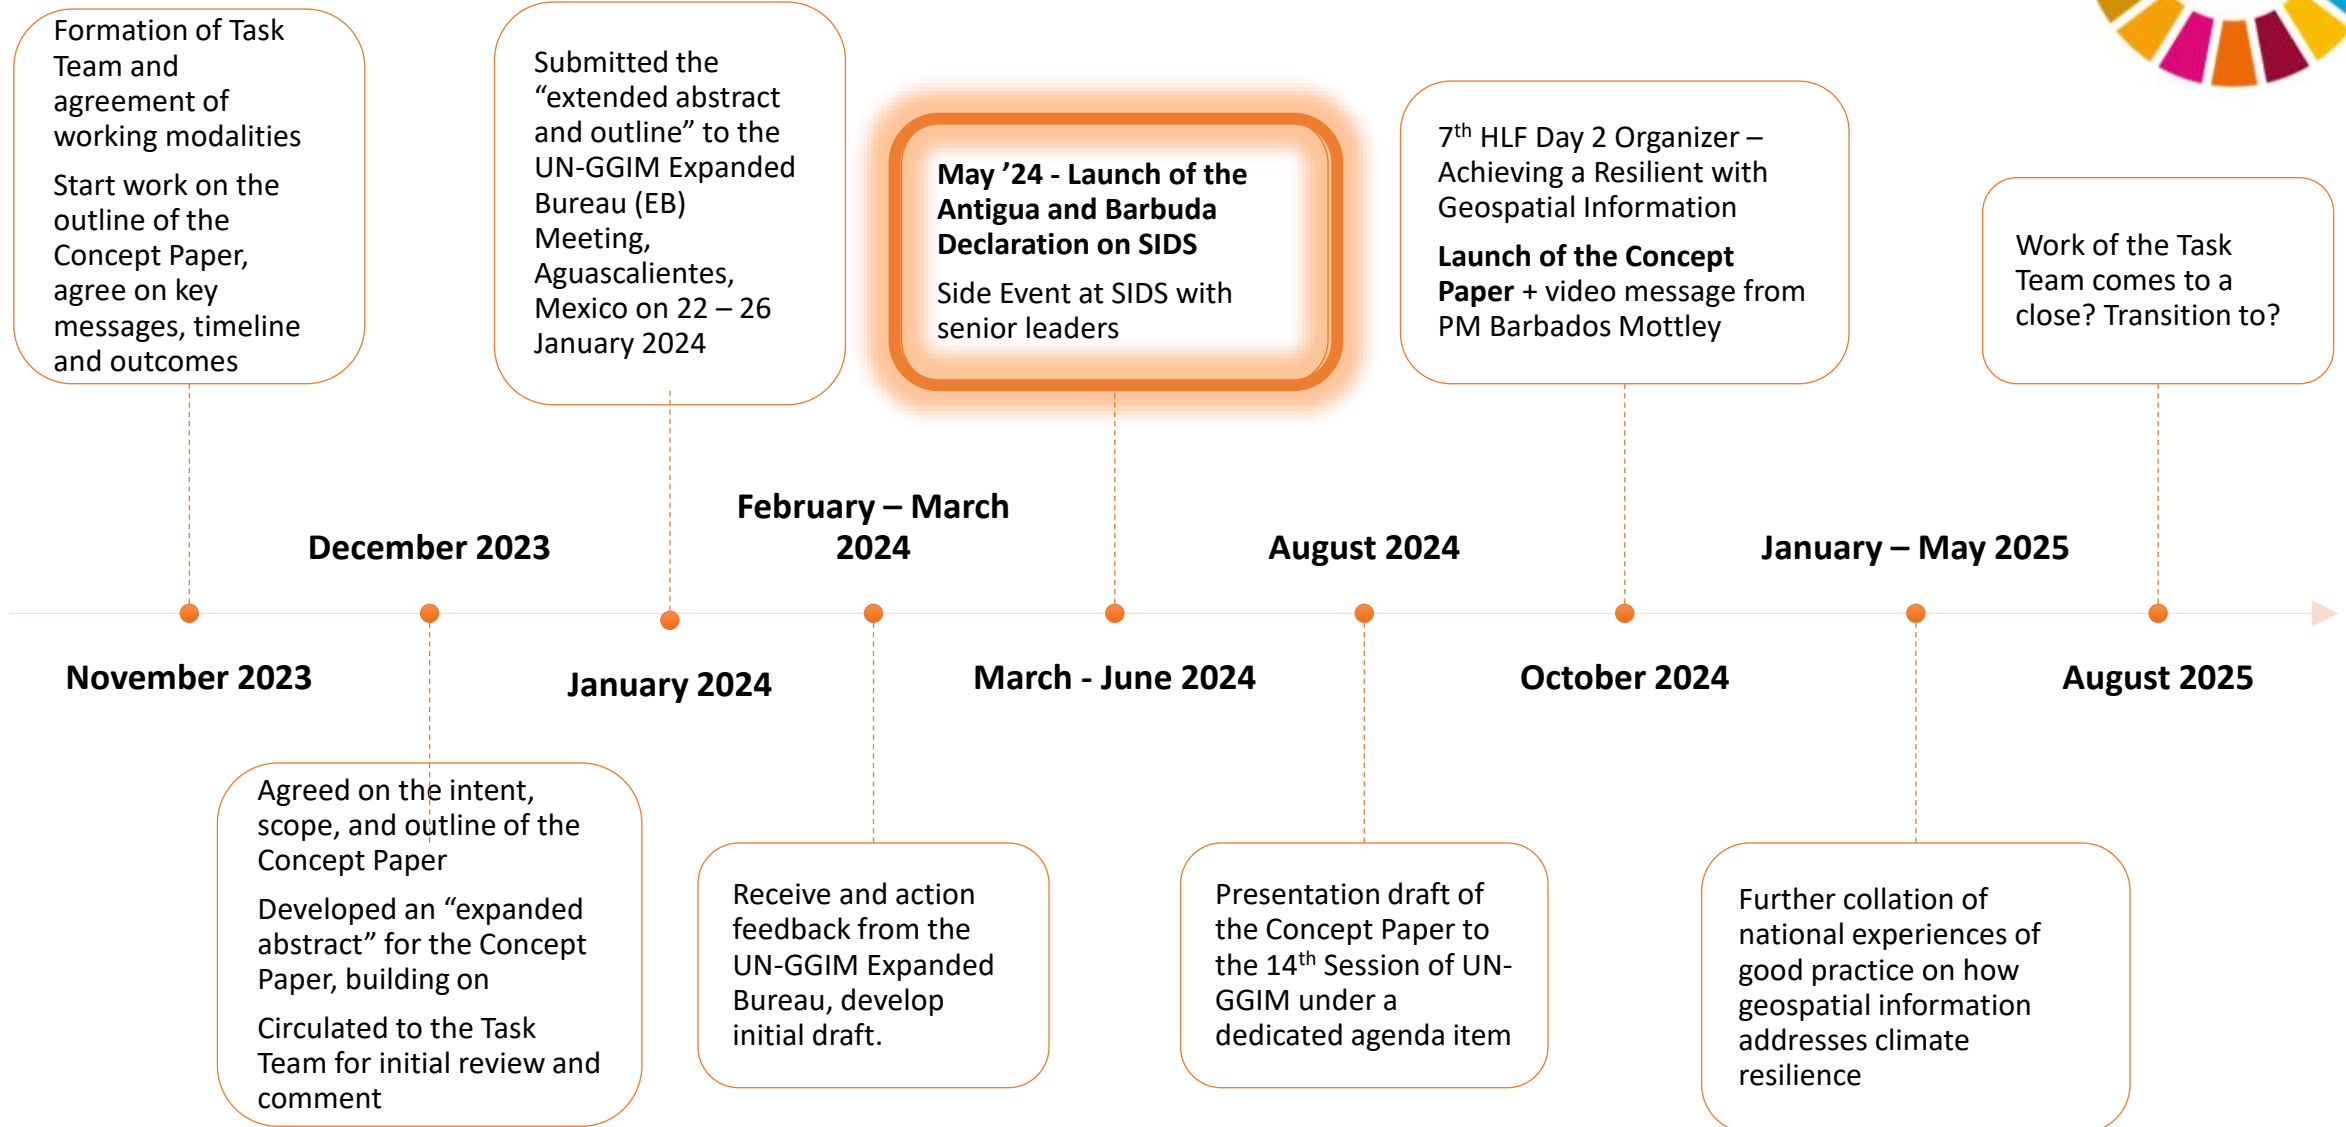 Formation of Task
Team and
agreement of
working modalities
Start work on the
outline of the
Concept Paper,
agree on key
messages, timeline
and outcomes
Submitted the
“extended abstract
and outline” to the
UN-GGIM Expanded
Bureau (EB)
Meeting,
Aguascalientes,
Mexico on 22 – 26
January 2024
May ’24 - Launch of the
Antigua and Barbuda
Declaration on SIDS
Side Event at SIDS with
senior leaders
7th HLF Day 2 Organizer –
Achieving a Resilient with
Geospatial Information
Launch of the Concept
Paper + video message from
PM Barbados Mottley
Work of the Task
Team comes to a
close? Transition to?
December 2023
February – March
2024
August 2024
January – May 2025
November 2023
January 2024
March - June 2024
October 2024
August 2025
Agreed on the intent,
scope, and outline of the
Concept Paper
Developed an “expanded
abstract” for the Concept
Paper, building on
Circulated to the Task
Team for initial review and
comment
Receive and action
feedback from the
UN-GGIM Expanded
Bureau, develop
initial draft.
Presentation draft of
the Concept Paper to
the 14th Session of UN-
GGIM under a
dedicated agenda item
Further collation of
national experiences of
good practice on how
geospatial information
addresses climate
resilience